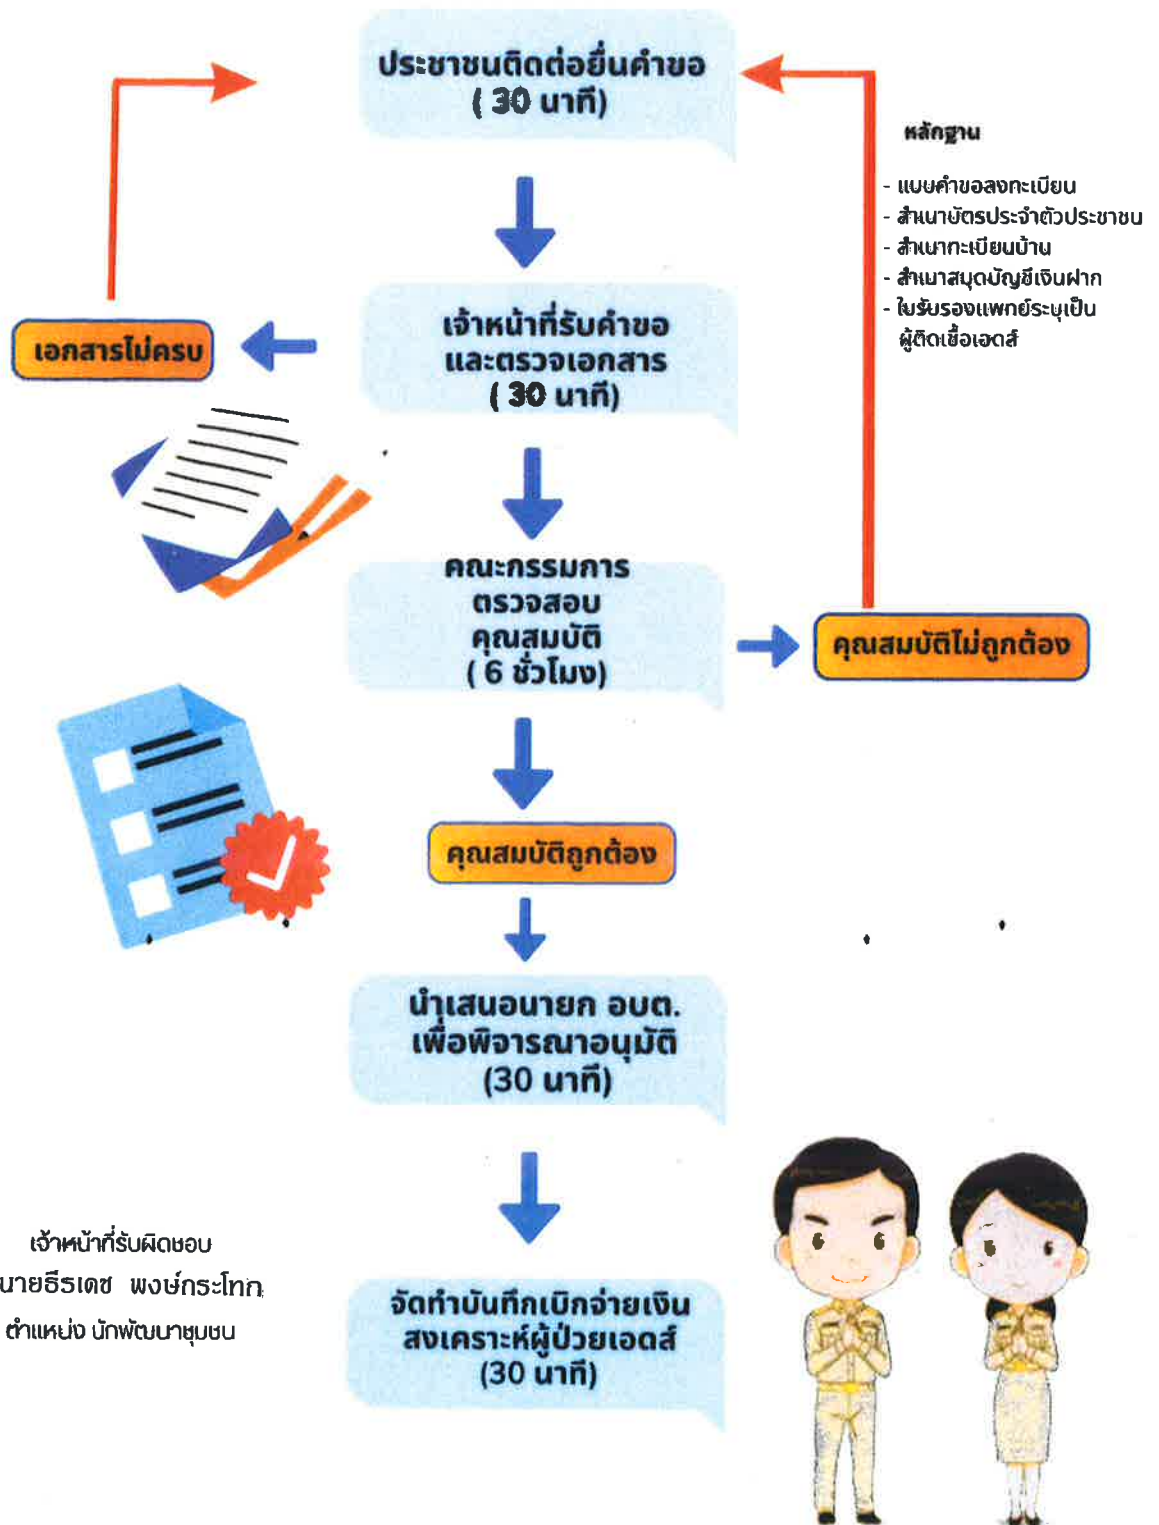 ประชาชนติดต่อยื่นคำขอ
( 30 นาที)
หลักฐาน
- แบบคำขอลงทะเบียน
- สำเนาบัตรประจำตัวประชาชน
- สำเนาทะเบียนบ้าน
- สำเนาสมุดบัญชีเงินฝาก
- ใบรับรองแพทย์ระบุเป็น
ผู้ติดเชื้อเอดส์
เจ้าหน้าที่รับคำขอ
และตรวจเอกสาร
( 30 นาที)
เอกสารไม่ครบ
คณะกรรมการ
ตรวจสอบ
คุณสมบัติ
( 6 ชั่วโมง)
คุณสมบัติไม่ถูกต้อง
คุณสมบัติถูกต้อง
นำเสนอนายก อบต.
เพื่อพิจารณาอนุมัติ
(30 นาที)
เจ้าหน้าที่รับผิดชอบ
นายธีรเดช พงษ์กระโทก
ตำแหน่ง นักพัฒนาชุมชน
จัดทำบันทึกเบิกจ่ายเงิน
สงเคราะห์ผู้ป่วยเอดส์
(30 นาที)